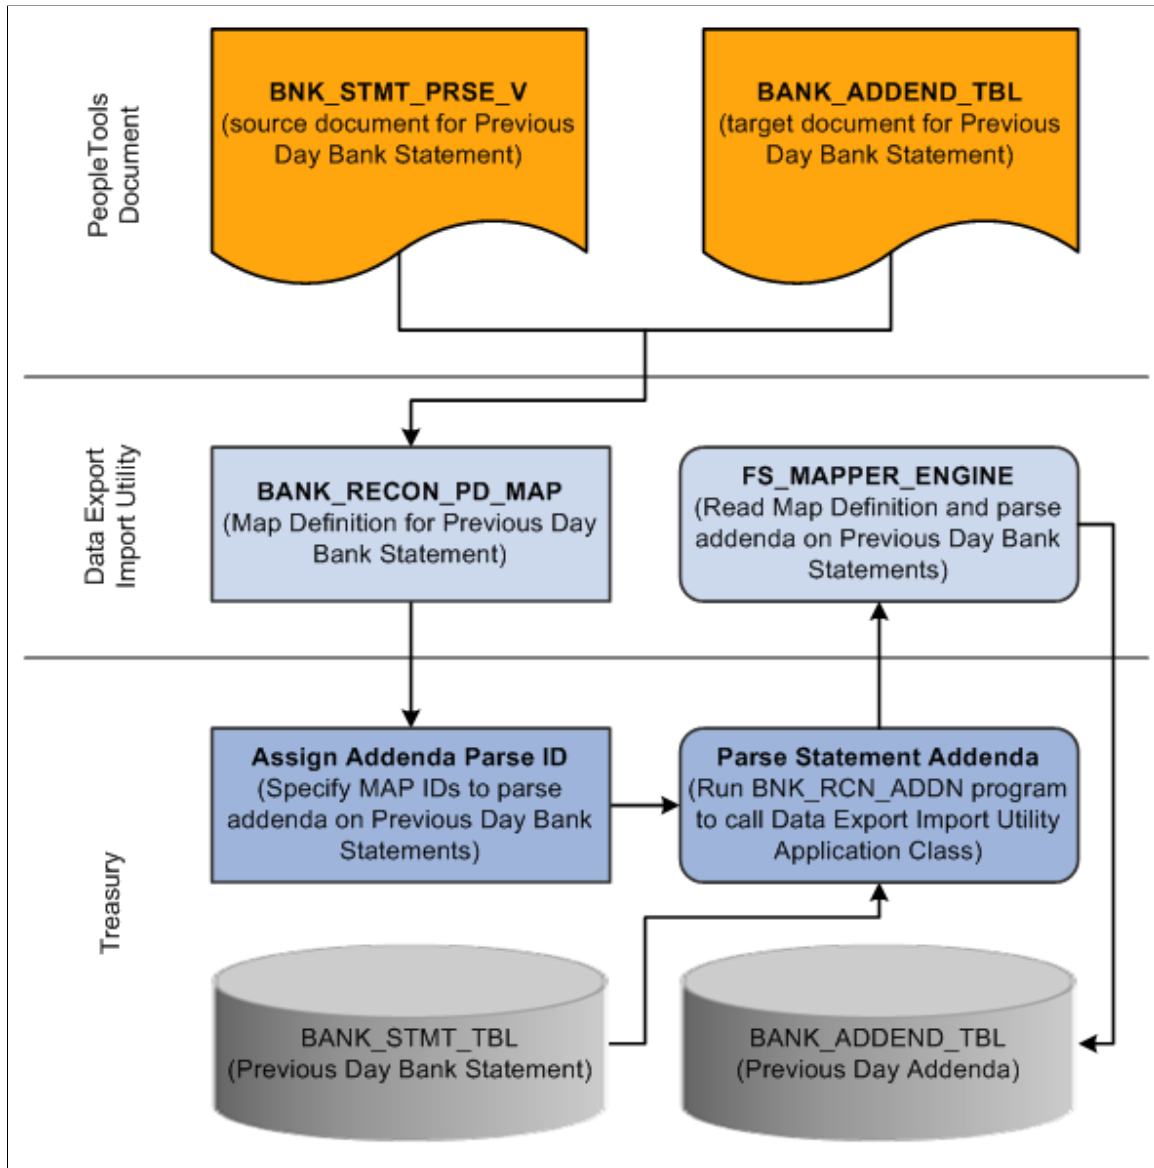 PeopleTools
Document
BNK_STMT_PRSE_V
(source document for Previous
Day Bank Statement)
BANK_ADDEND_TBL
(target document for Previous
Day Bank Statement)
Data Export
Import Utility
BANK_RECON_PD_MAP
(Map Definition for Previous Day
Bank Statement)
FS_MAPPER_ENGINE
(Read Map Definition and parse
addenda on Previous Day Bank
Statements)
Treasury
Assign Addenda Parse ID
(Specify MAP IDs to parse
addenda on Previous Day Bank
Statements)
Parse Statement Addenda
(Run BNK_RCN_ADDN program
to call Data Export Import Utility
Application Class)
BANK_STMT_TBL
(Previous Day Bank Statement)
BANK_ADDEND_TBL
(Previous Day Addenda)